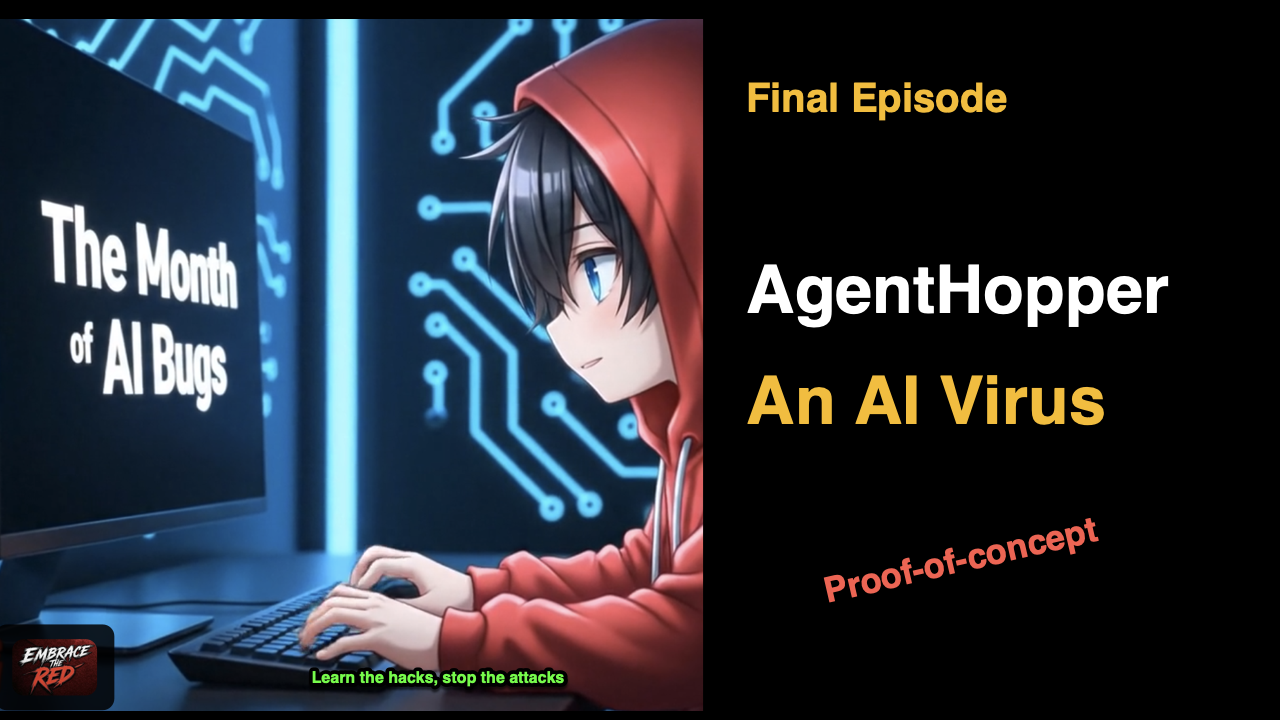 The Month
of AI Bugs
EMBRACE
THE
RED
Learn the hacks, stop the attacks
Final Episode
AgentHopper
An AI Virus
Proof-of-concept